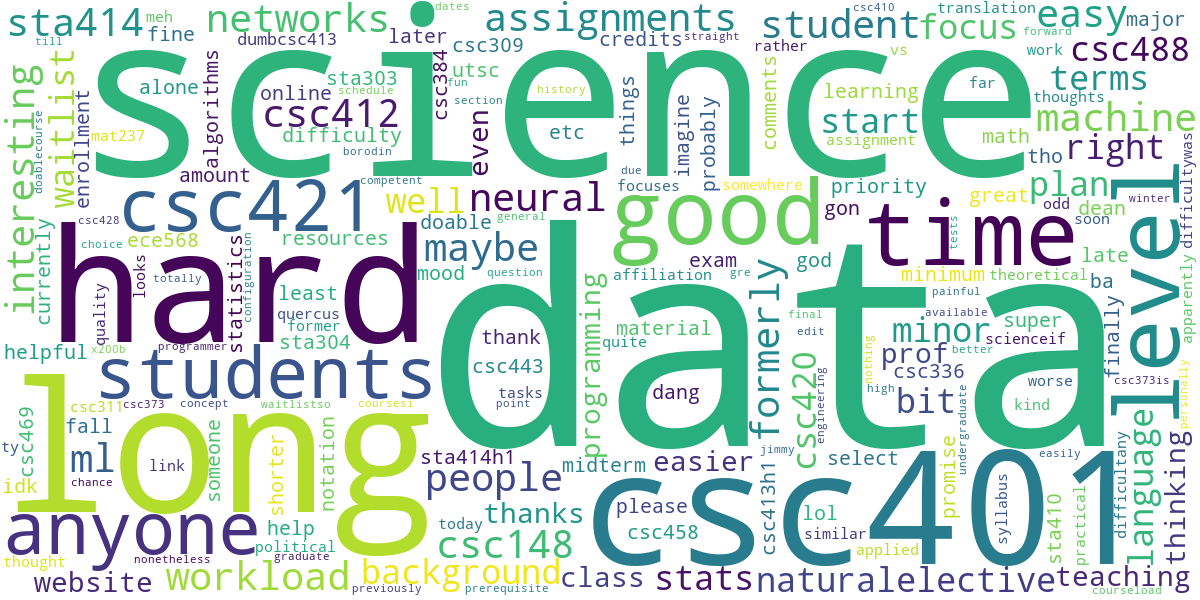 sta414
meh
fine
networks
dates
assignments
csc410
student
translation
focus
forward
easy
major
dumbcsc413
later
csc309
credits
straight
rather
vs
work
csc488
till
waitlist
alone
algorithms
science
sta303
csc384
utsc
fun
schedule
online
section
history
things
comments
learning
far
thoughts
terms
interesting
doablecourse
enrollment
mat237
csc412
difficulty
etc
even
imagine
probably
start
assignment
math
machine
borodin
amount
due
tho
right
difficultywas
csc421
competent
well
neural
focuses
somewhere
priority
great
plan
winter
csc428
general
doable
good
gon
time
odd
dean
soon
level
currently
choice
ece568
resources
maybe
exam
god
tests
late
hard
looks
totally
configuration
mood
question
gre
affiliation
formerly
minimum
theoretical
ba
apparently
quality
statistics
least
quercus
former
sta304
thank
csc443
data
programming
material
quite
final
edit
available
painful
minor
super
scienceif
finally
helpful
x200b
programmer
dang
csc420
nothing
prof
better
csc336
worse
csc373is
students
tasks
point
engineering
high
bit
kind
personally
csc469
csc311
csc373
concept
waitlistso
coursesi
long
fall
ty
ml
link
someone
notation
shorter
sta414h1
midterm
easier
jimmy
select
undergraduate
easily
language
thinking
idk
chance
people
csc401
promise
syllabus
difficultany
anyone
help
today
thanks
please
csc413h1
lol
sta410
practical
political
csc148
csc458
similar
applied
thought
nonetheless
graduate
website
workload
background
previously
prerequisite
class
stats
natural
elective
teaching
courseload